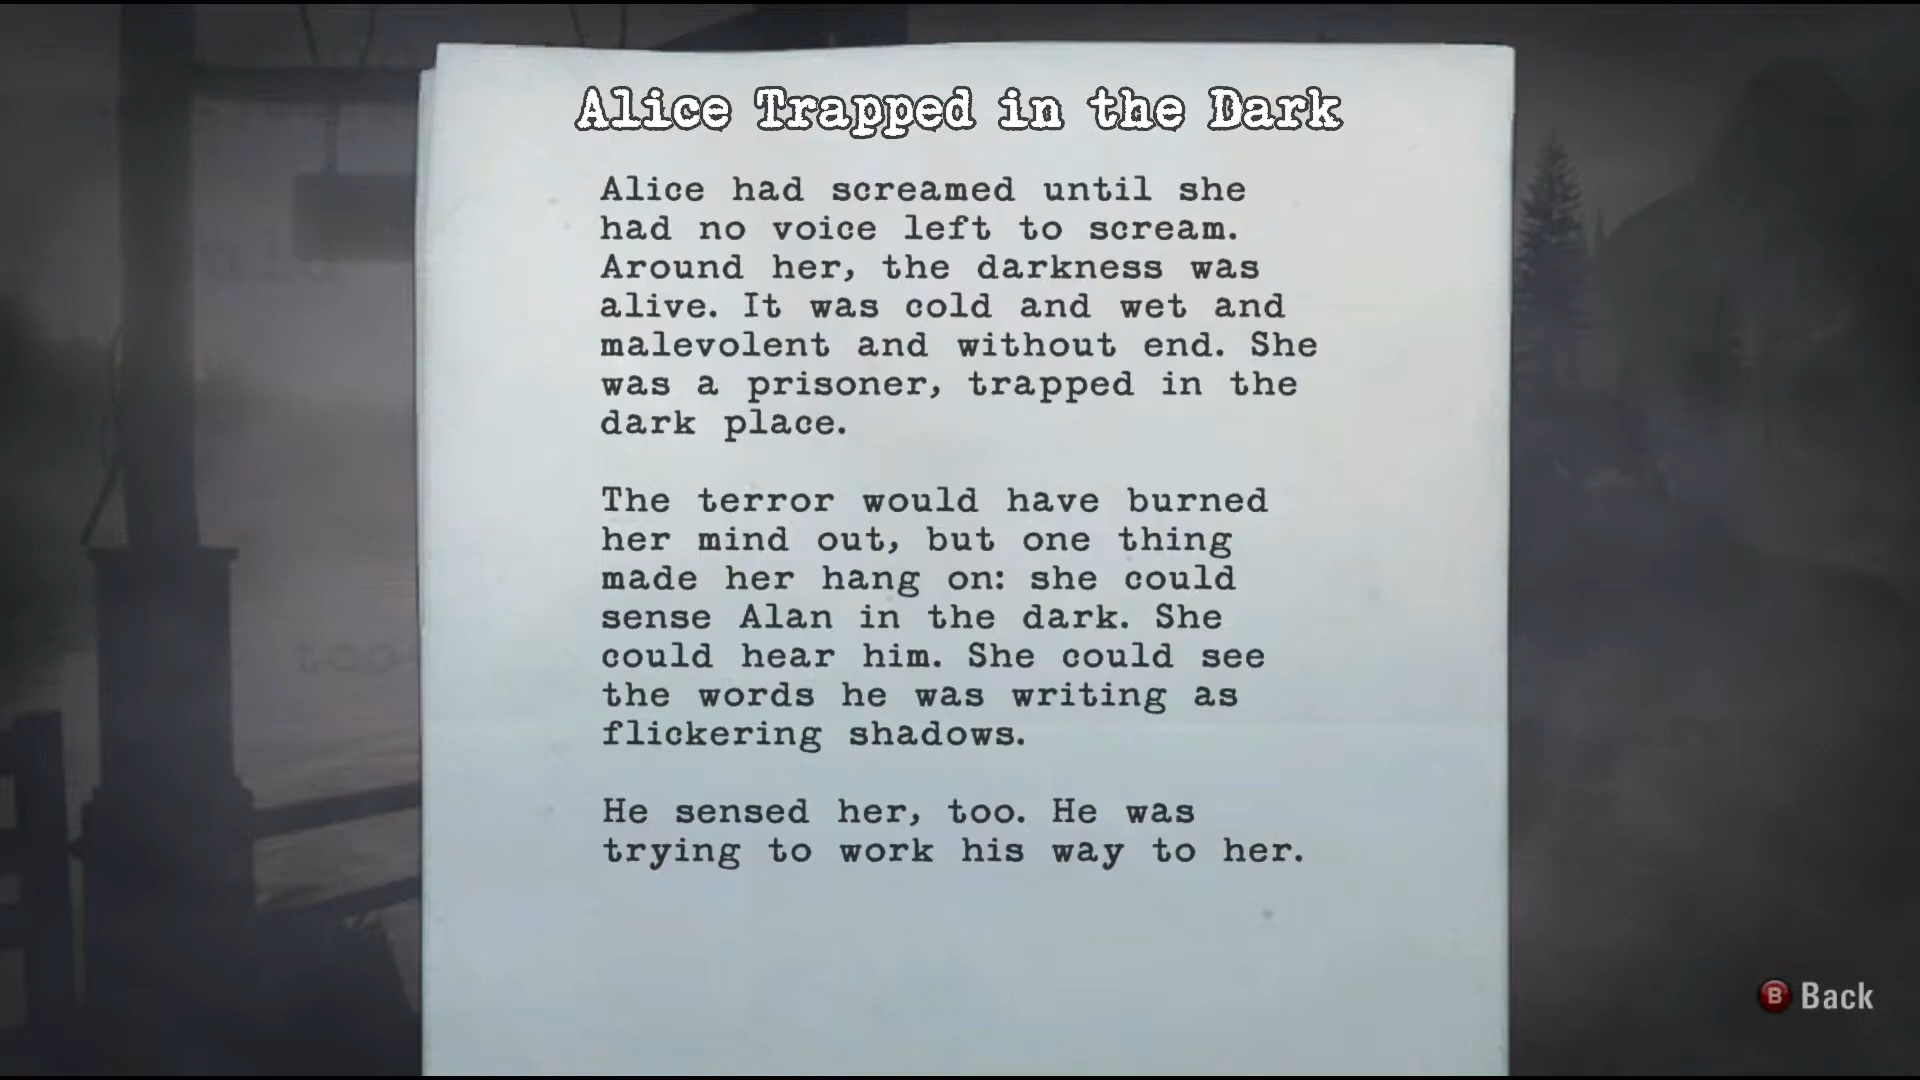 Alice Trapped in the Dark
Alice had screamed until she
had no voice left to scream.
Around her, the darkness was
alive. It was cold and wet and
malevolent and without end. She
was a prisoner, trapped in the
dark place.
The terror would have burned
her mind out, but one thing
made her hang on: she could
sense Alan in the dark. She
could hear him. She could see
the words he was writing as
flickering shadows.
He sensed her, too. He was
trying to work his way to her.
B Back